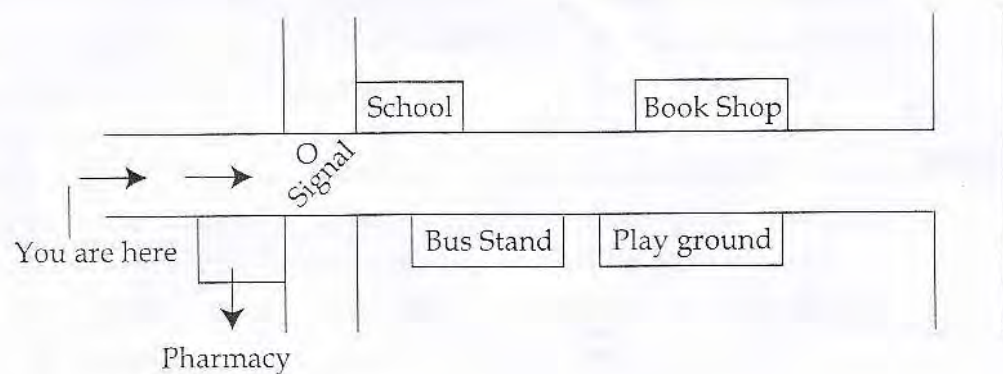 School
Book Shop
O
Signal
You are here
Bus Stand
Play ground
Pharmacy